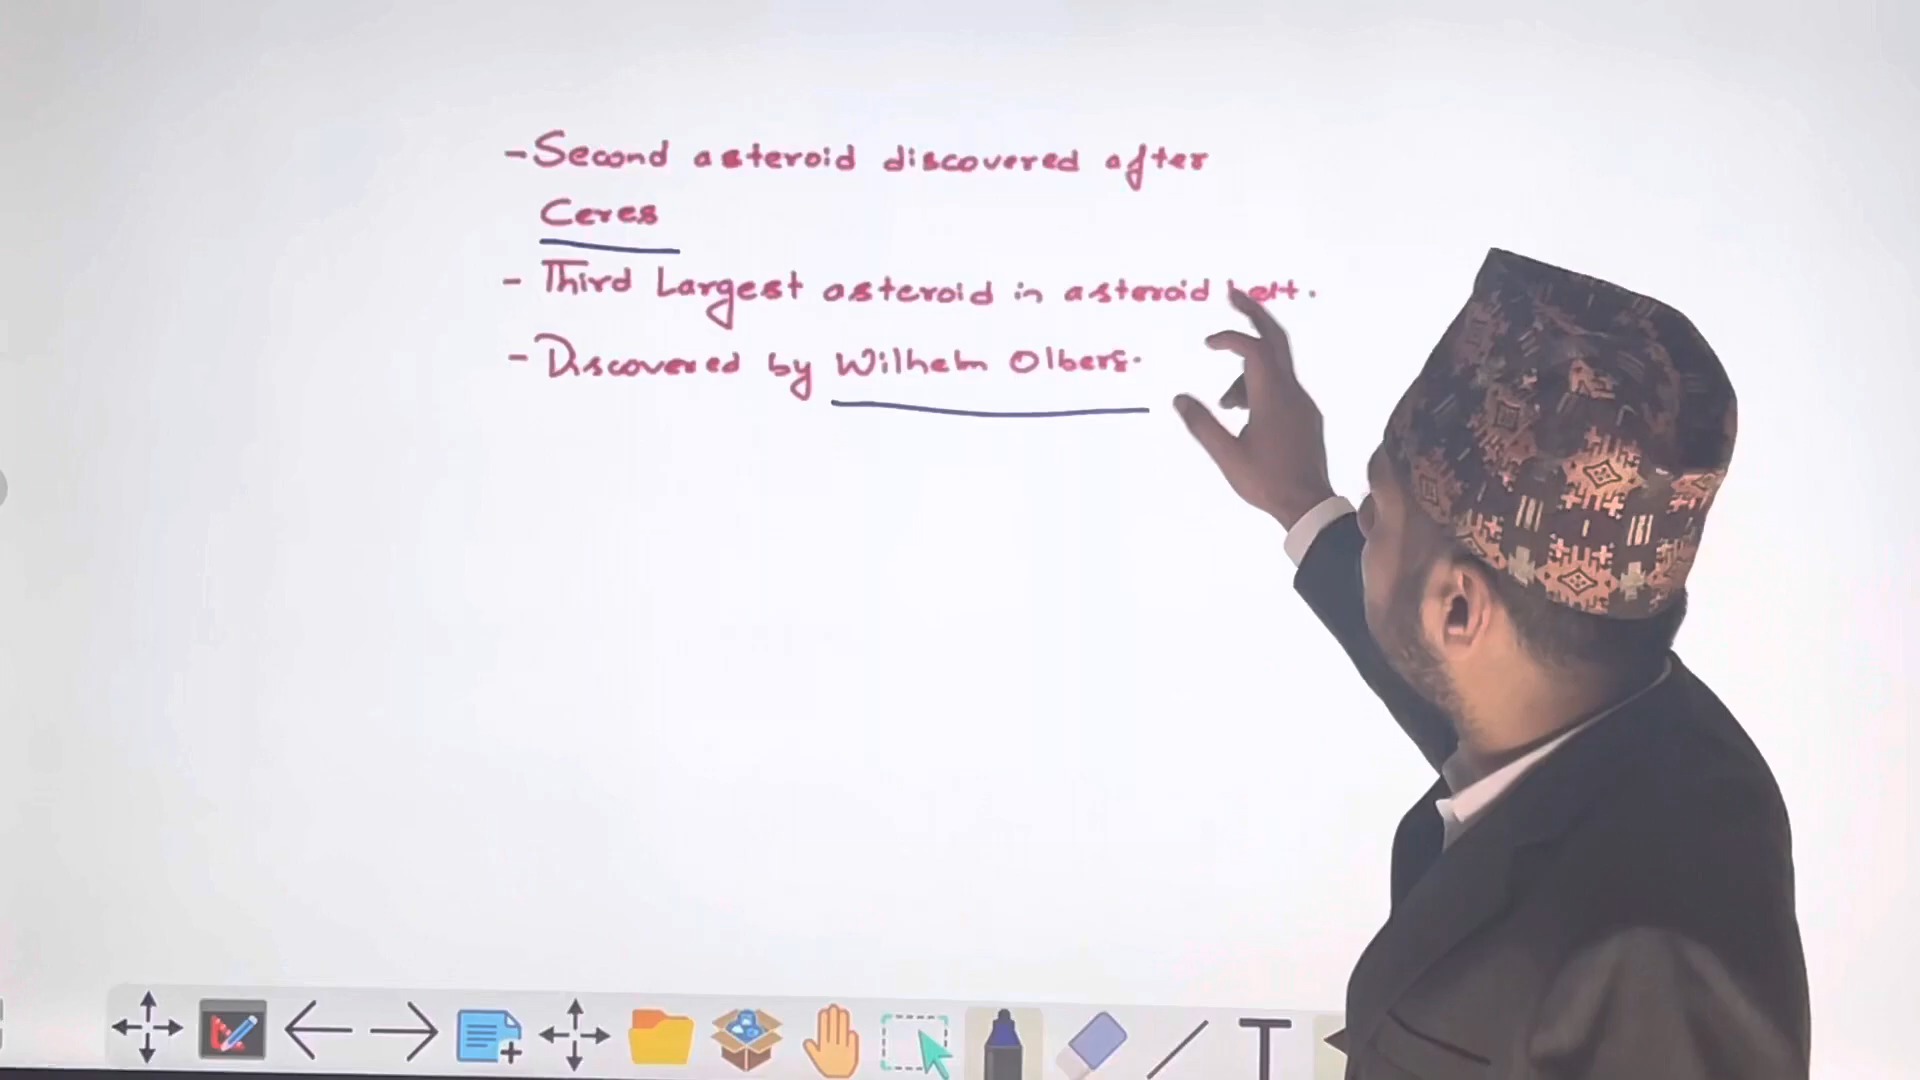 - Second asteroid discovered after
Ceres
- Third Largest asteroid in asteroid belt.
- Discovered by Wilhelm Olbers.